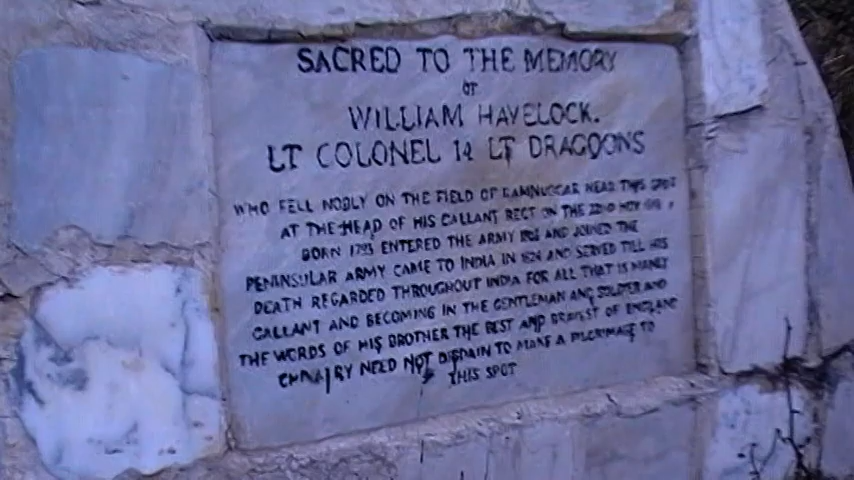 SACRED TO THE MEMORY
OF
WILLIAM HAVELOCK.
LT COLONEL 14 LT DRAGOONS
WHO FELL NOBLY ON THE FIELD OF RAMNUGGAR NEAR THIS SPOT
AT THE HEAD OF HIS GALLANT REGT ON THE 22ND NOV
BORN 1793 ENTERED THE ARMY AND JOINED THE
PENINSULAR ARMY CAME TO INDIA IN 1824 AND SERVED TILL HIS
DEATH REGARDED THROUGHOUT INDIA FOR ALL THAT IS MANLY
GALLANT AND BECOMING IN THE GENTLEMAN AND SOLDIER AND
THE WORDS OF HIS BROTHER THE BEST AND BRAVEST OF ENGLAND
CHIVALRY NEED NOT DISDAIN TO MAKE A PILGRIMAGE TO
THIS SPOT